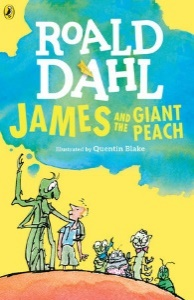 ROALD
DAHL
JAMES AND THE GIANT PEACH
Illustrated by Quentin Blake